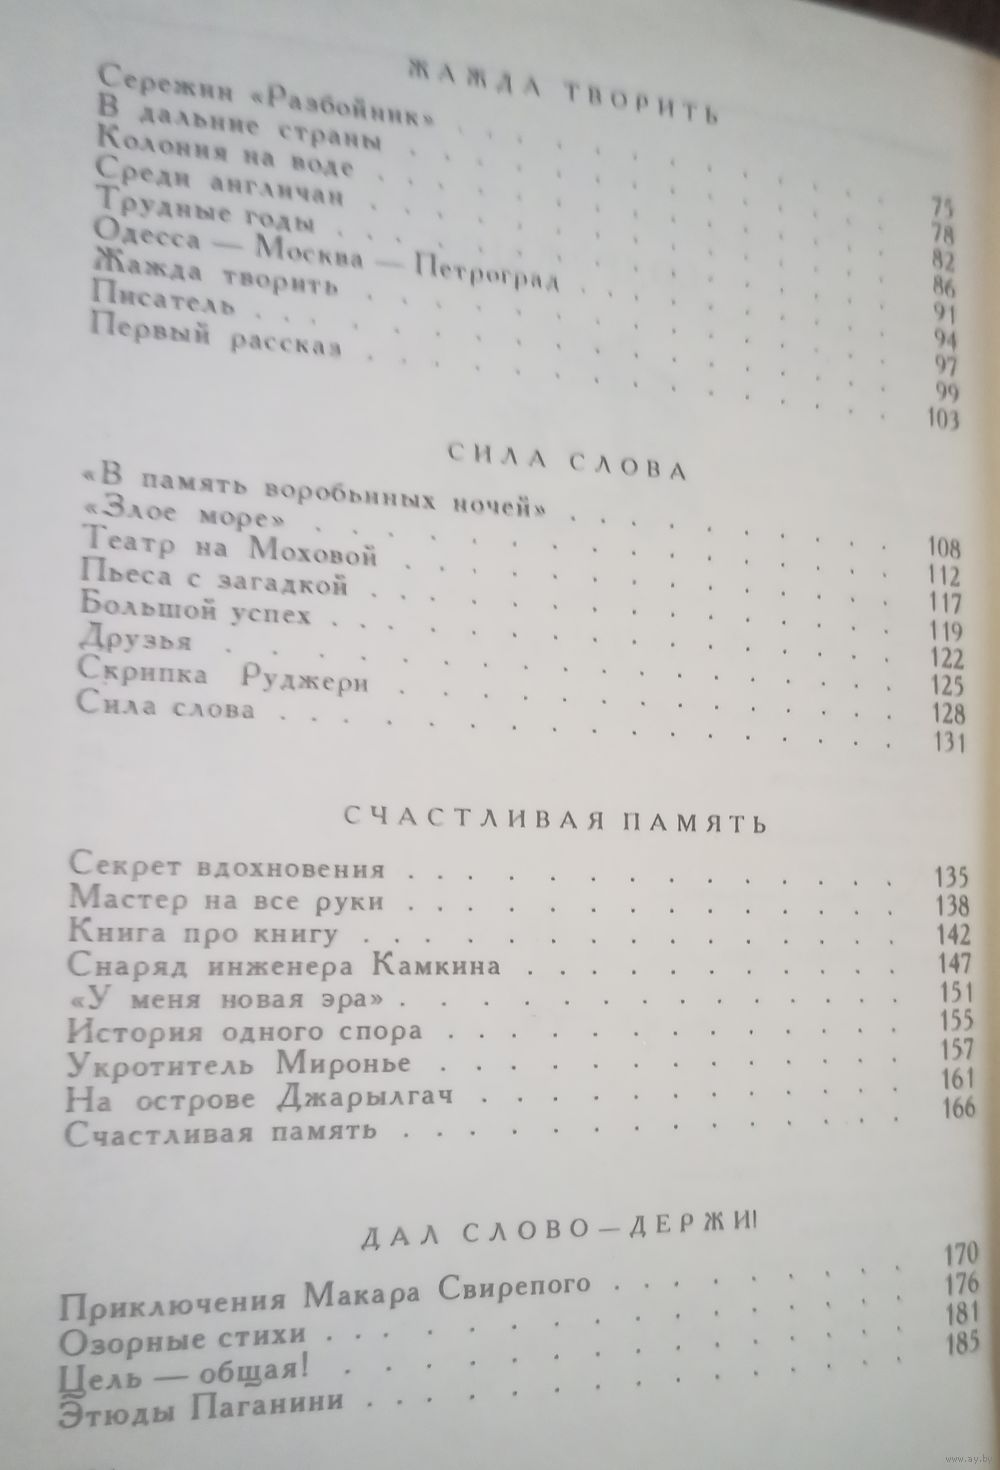 ЖАЖДА ТВОРИТЬ
Сережин «Разбойник» . . . . . . . . 75
В дальние страны . . . . . . . . 78
Колония на воде . . . . . . . . 82
Среди англичан . . . . . . . . 86
Трудные годы . . . . . . . . 91
Одесса — Москва — Петроград . . . . . . . . 94
Жажда творить . . . . . . . . 97
Писатель . . . . . . . . 99
Первый рассказ . . . . . . . . 103
СИЛА СЛОВА
«В память воробьиных ночей» . . . . . . . . 108
«Злое море» . . . . . . . . 112
Театр на Моховой . . . . . . . . 117
Пьеса с загадкой . . . . . . . . 119
Большой успех . . . . . . . . 122
Друзья . . . . . . . . 125
Скрипка Руджери . . . . . . . . 128
Сила слова . . . . . . . . 131
СЧАСТЛИВАЯ ПАМЯТЬ
Секрет вдохновения . . . . . . . . 135
Мастер на все руки . . . . . . . . 138
Книга про книгу . . . . . . . . 142
Снаряд инженера Камкина . . . . . . . . 147
«У меня новая эра» . . . . . . . . 151
История одного спора . . . . . . . . 155
Укротитель Миронье . . . . . . . . 157
На острове Джарылгач . . . . . . . . 161
Счастливая память . . . . . . . . 166
ДАЛ СЛОВО — ДЕРЖИ!
Приключения Макара Свирепого . . . . . . . . 170
Озорные стихи . . . . . . . . 176
Цель — общая! . . . . . . . . 181
Этюды Паганини . . . . . . . . 185
www.ay.by